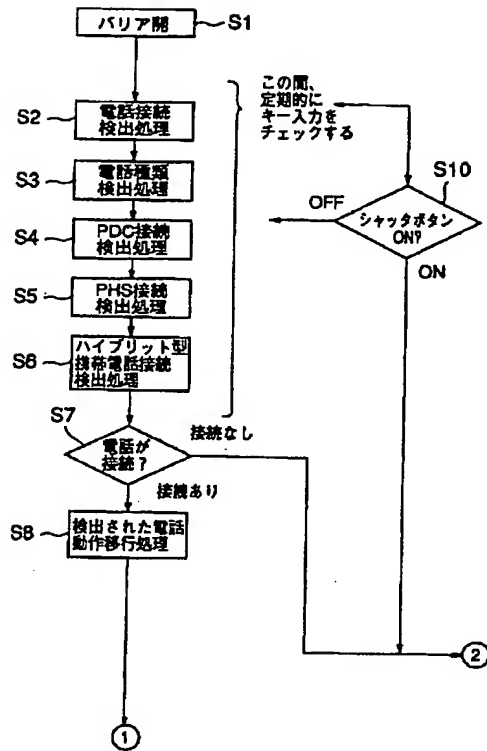 バリア開
S1
S2
電話接続
検出処理
S3
電話種類
検出処理
S4
PDC接続
検出処理
S5
PHS接続
検出処理
S6
ハイブリット型
携帯電話接続
検出処理
S7
電話が
接続？
接続なし
接続あり
S8
検出された電話
動作移行処理
1
この間、
定期的に
キー入力を
チェックする
S10
シャッタボタン
ON?
OFF
ON
2